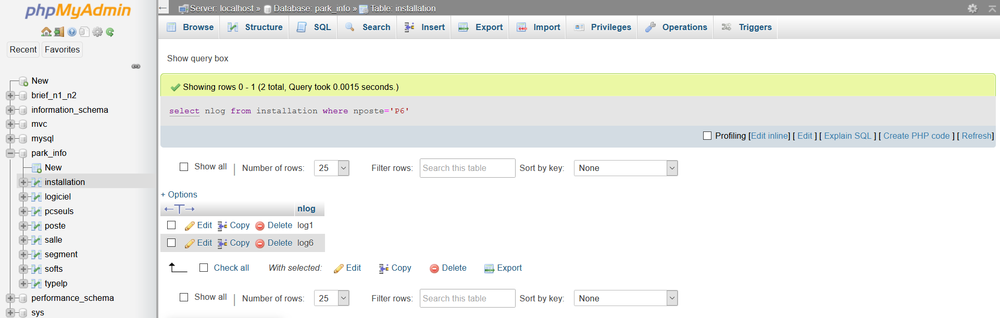 phpMyAdmin
Recent Favorites
New
brief_n1_n2
information_schema
mvc
mysql
park_info
New
installation
logiciel
pcseuls
poste
salle
segment
softs
typelp
performance_schema
sys
Server: localhost » Database: park_info » Table: installation
Browse Structure SQL Search Insert Export Import Privileges Operations Triggers
Show query box
Showing rows 0 - 1 (2 total, Query took 0.0015 seconds.)
select nlog from installation where nposte='P6'
Profiling [Edit inline] [ Edit ] [ Explain SQL ] [ Create PHP code ] [ Refresh]
Show all | Number of rows: 25 Filter rows: Search this table Sort by key: None
+ Options
←T→ nlog
Edit Copy Delete log1
Edit Copy Delete log6
Check all With selected: Edit Copy Delete Export
Show all | Number of rows: 25 Filter rows: Search this table Sort by key: None